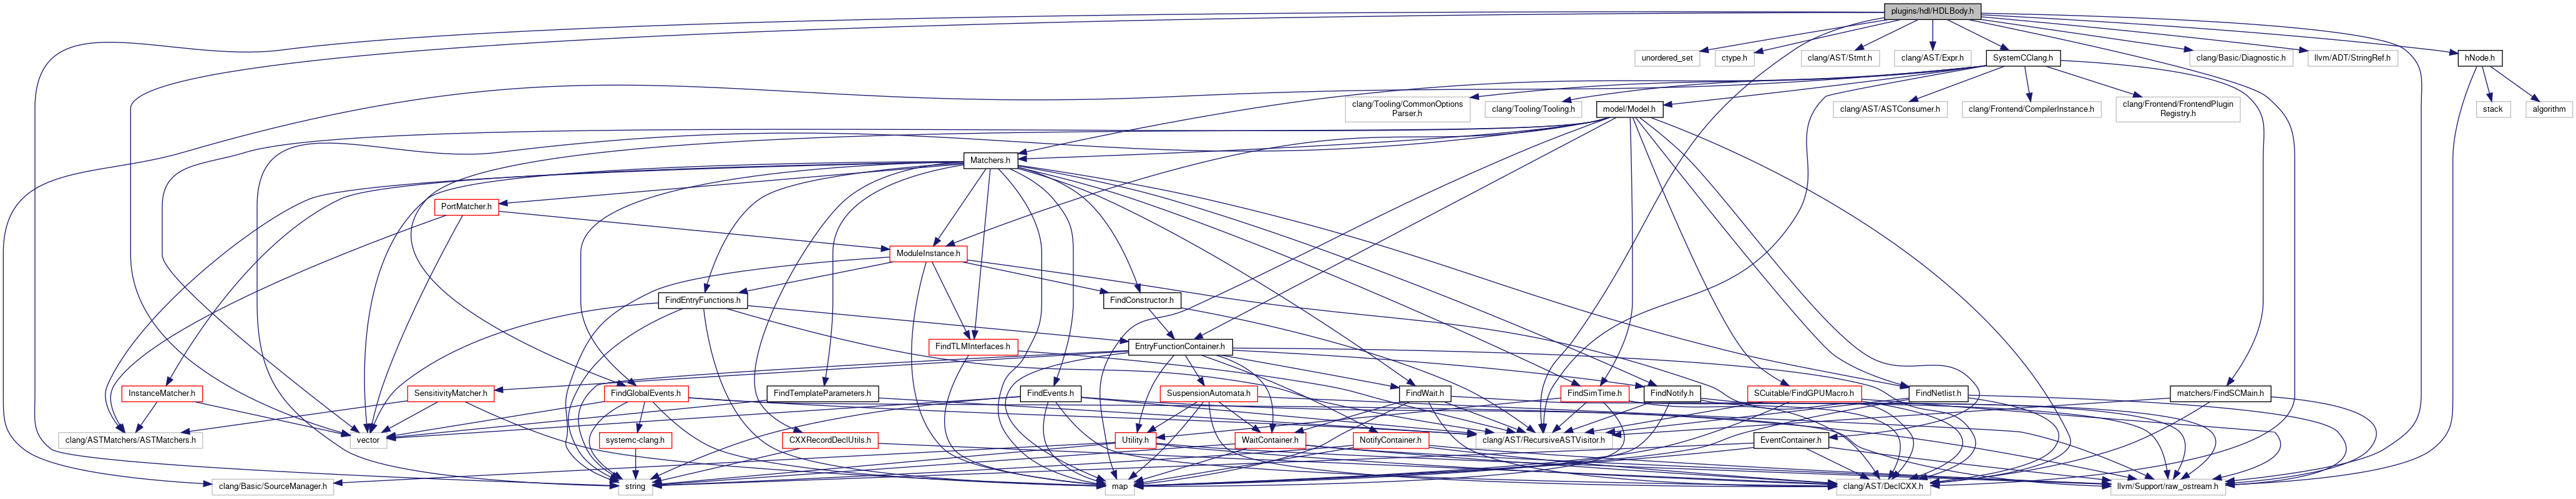 plugins/hdl/HDLBody.h
unordered_set
ctype.h
clang/AST/Stmt.h
clang/AST/Expr.h
SystemCClang.h
clang/Basic/Diagnostic.h
llvm/ADT/StringRef.h
hNode.h
clang/Tooling/CommonOptions
Parser.h
clang/Tooling/Tooling.h
model/Model.h
clang/AST/ASTConsumer.h
clang/Frontend/CompilerInstance.h
clang/Frontend/FrontendPlugin
Registry.h
stack
algorithm
Matchers.h
PortMatcher.h
ModuleInstance.h
FindEntryFunctions.h
FindConstructor.h
FindTLMInterfaces.h
EntryFunctionContainer.h
InstanceMatcher.h
SensitivityMatcher.h
FindGlobalEvents.h
FindTemplateParameters.h
FindEvents.h
SuspensionAutomata.h
FindWait.h
FindSimTime.h
FindNotify.h
SCuitable/FindGPUMacro.h
FindNetlist.h
matchers/FindSCMain.h
clang/ASTMatchers/ASTMatchers.h
vector
systemc-clang.h
CXXRecordDeclUtils.h
Utility.h
WaitContainer.h
NotifyContainer.h
clang/AST/RecursiveASTVisitor.h
EventContainer.h
clang/Basic/SourceManager.h
string
map
clang/AST/DeclCXX.h
llvm/Support/raw_ostream.h